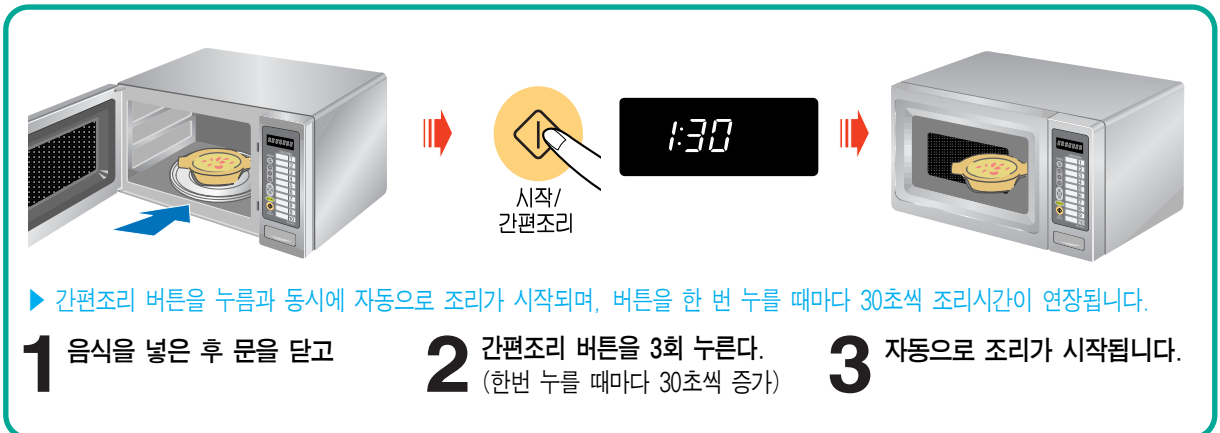 시작/
간편조리
1:30
▶ 간편조리 버튼을 누름과 동시에 자동으로 조리가 시작되며, 버튼을 한 번 누를 때마다 30초씩 조리시간이 연장됩니다.
1 음식을 넣은 후 문을 닫고
2 간편조리 버튼을 3회 누른다.
(한번 누를 때마다 30초씩 증가)
3 자동으로 조리가 시작됩니다.